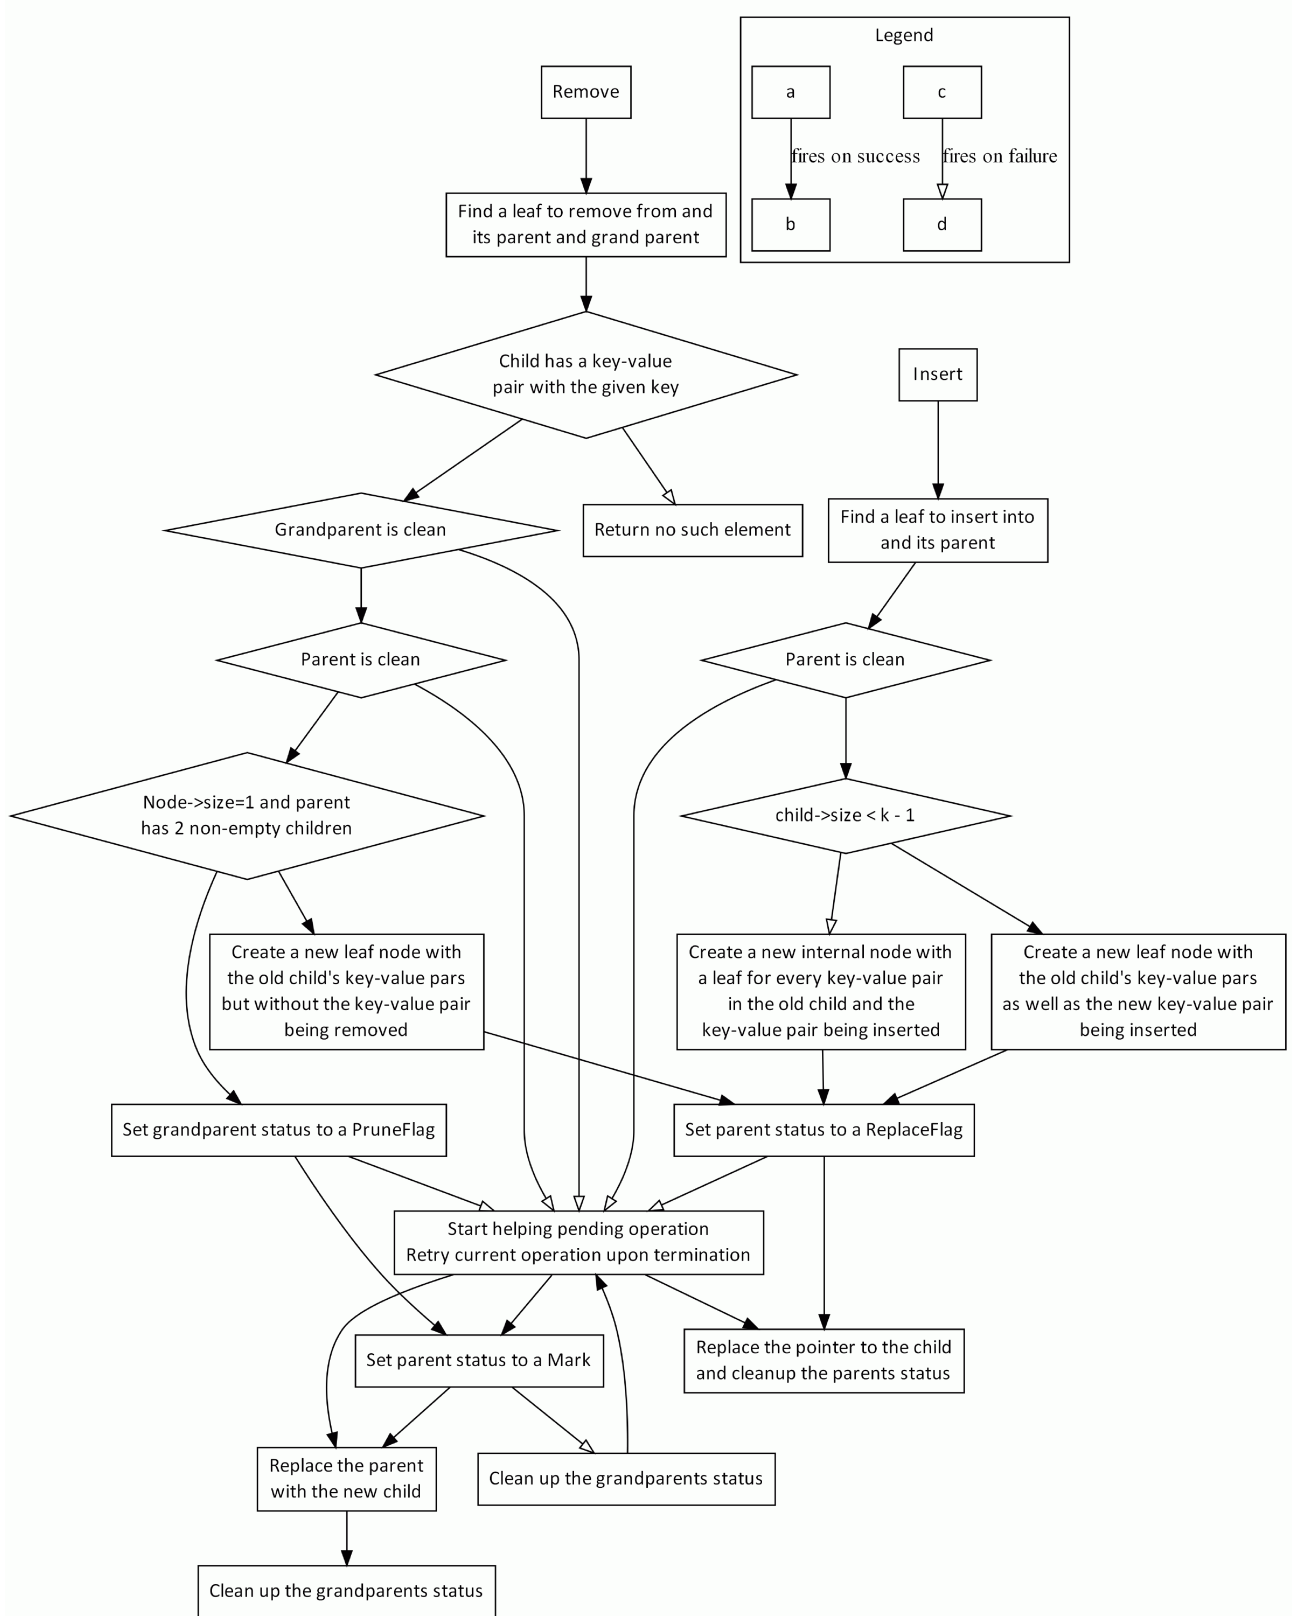 Legend
Remove
a
c
fires on success
fires on failure
Find a leaf to remove from and
its parent and grand parent
b
d
Child has a key-value
pair with the given key
Insert
Grandparent is clean
Return no such element
Find a leaf to insert into
and its parent
Parent is clean
Parent is clean
Node->size=1 and parent
has 2 non-empty children
child->size < k - 1
Create a new leaf node with
the old child's key-value pars
but without the key-value pair
being removed
Create a new internal node with
a leaf for every key-value pair
in the old child and the
key-value pair being inserted
Create a new leaf node with
the old child's key-value pars
as well as the new key-value pair
being inserted
Set grandparent status to a PruneFlag
Set parent status to a ReplaceFlag
Start helping pending operation
Retry current operation upon termination
Set parent status to a Mark
Replace the pointer to the child
and cleanup the parents status
Replace the parent
with the new child
Clean up the grandparents status
Clean up the grandparents status